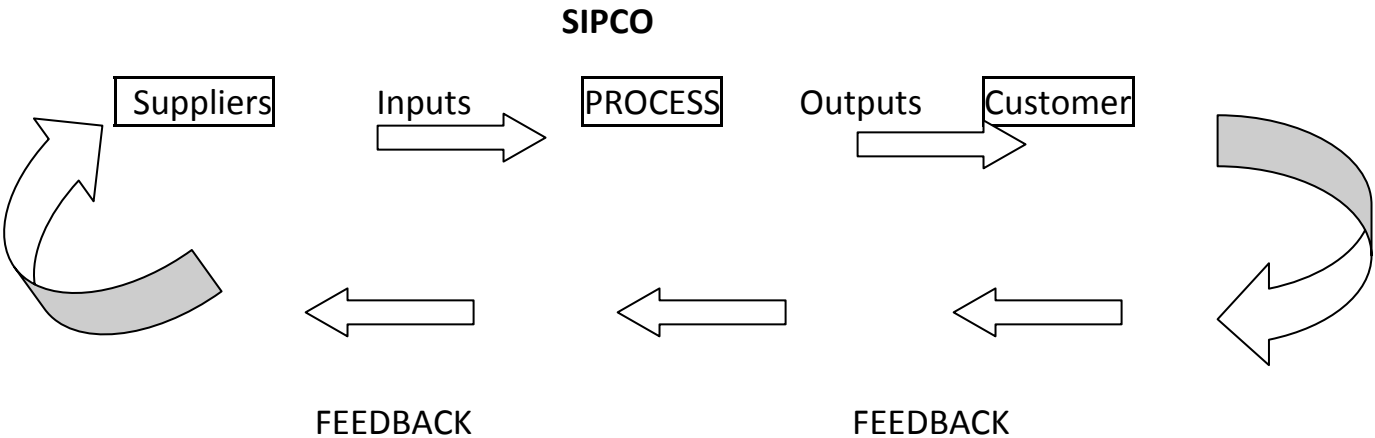 SIPCO
Suppliers Inputs PROCESS Outputs Customer
FEEDBACK FEEDBACK